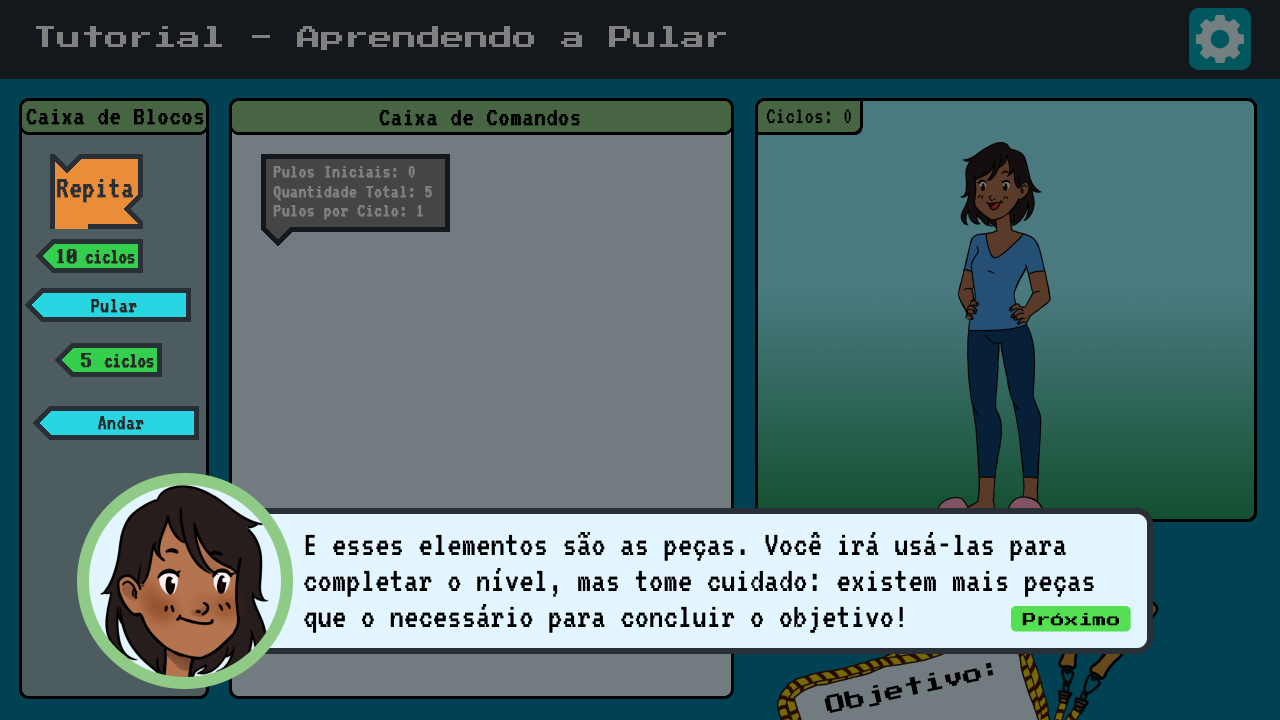 Tutorial - Aprendendo a Pular
Caixa de Blocos
Repita
10 ciclos
Pular
5 ciclos
Andar
Caixa de Comandos
Pulos Iniciais: 0
Quantidade Total: 5
Pulos por Ciclo: 1
Ciclos: 0
E esses elementos são as peças. Você irá usá-las para
completar o nível, mas tome cuidado: existem mais peças
que o necessário para concluir o objetivo!
Próximo
Objetivo: